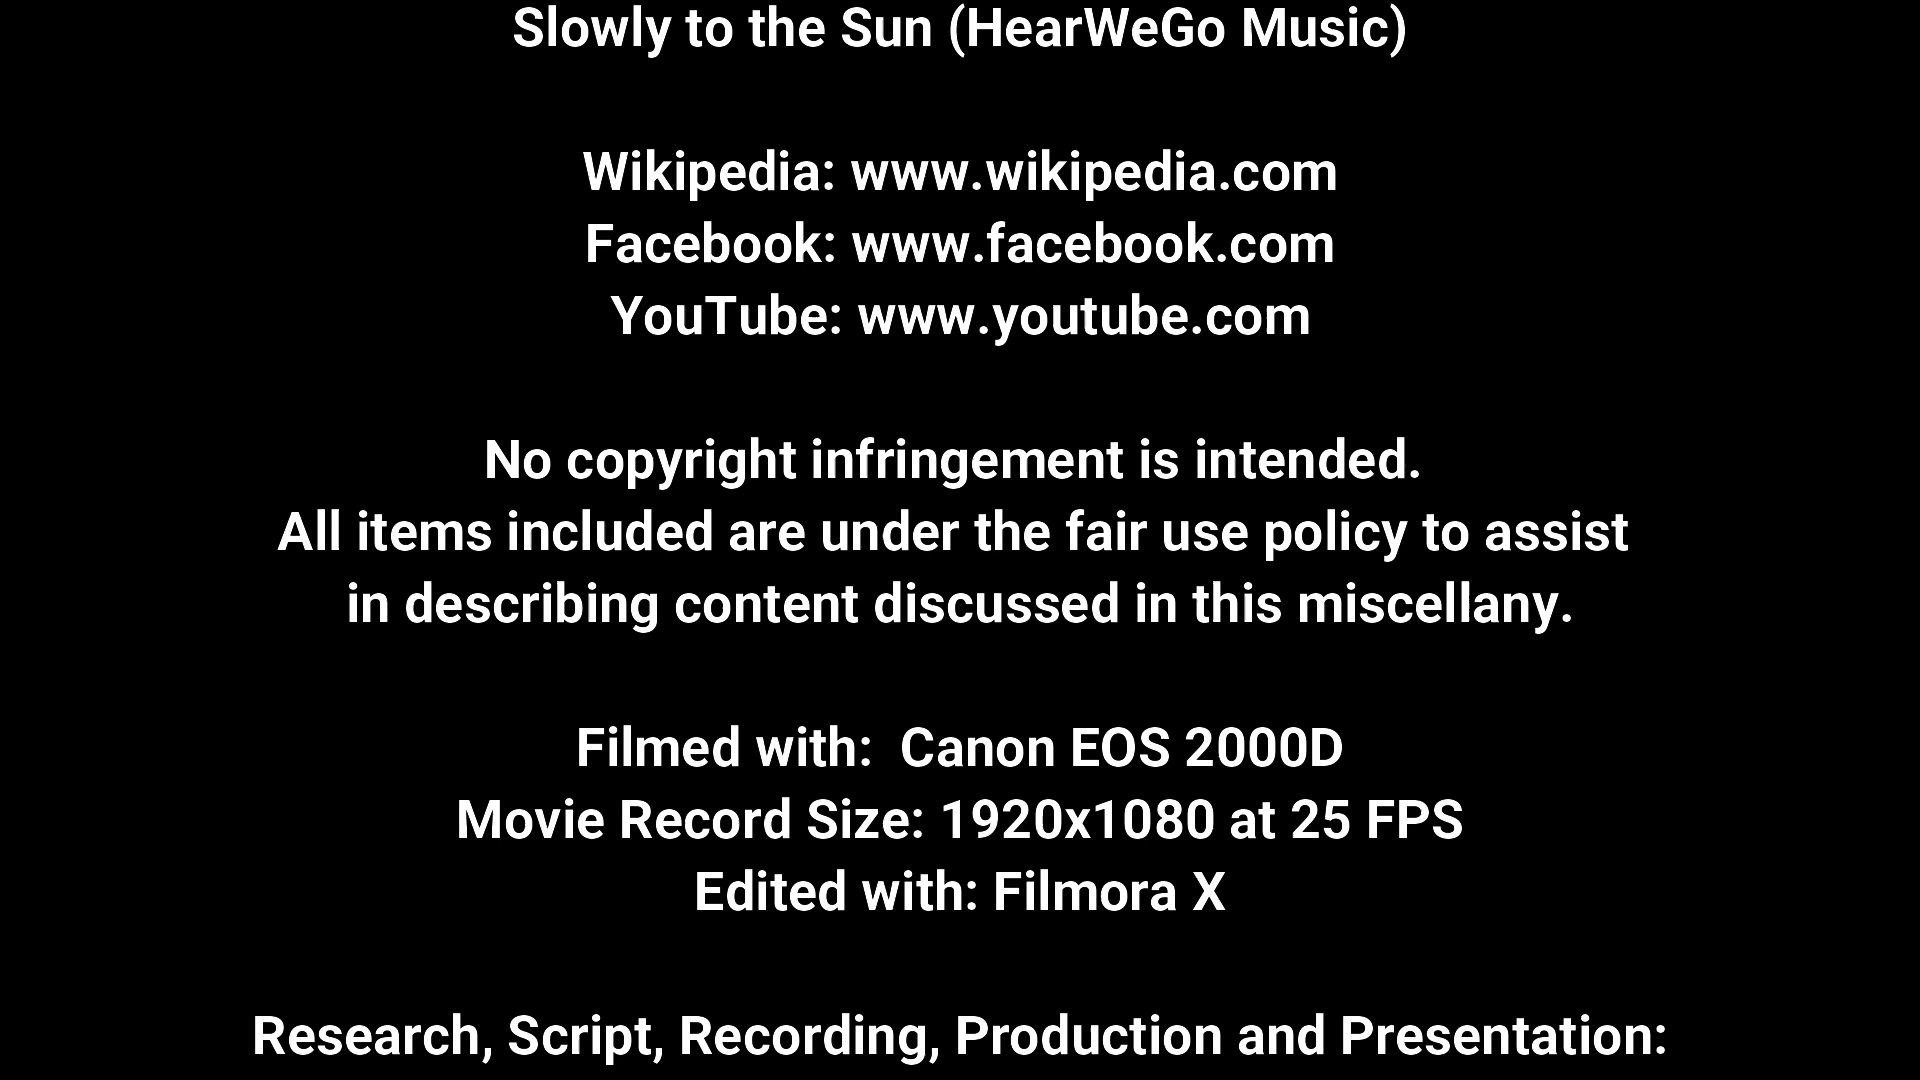 Slowly to the Sun (HearWeGo Music)
Wikipedia: www.wikipedia.com
Facebook: www.facebook.com
YouTube: www.youtube.com
No copyright infringement is intended.
All items included are under the fair use policy to assist
in describing content discussed in this miscellany.
Filmed with:  Canon EOS 2000D
Movie Record Size: 1920x1080 at 25 FPS
Edited with: Filmora X
Research, Script, Recording, Production and Presentation: